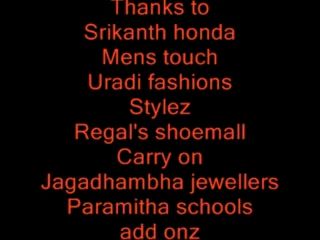 Thanks to
Srikanth honda
Mens touch
Uradi fashions
Stylez
Regal's shoemall
Carry on
Jagadhambha jewellers
Paramitha schools
add onz